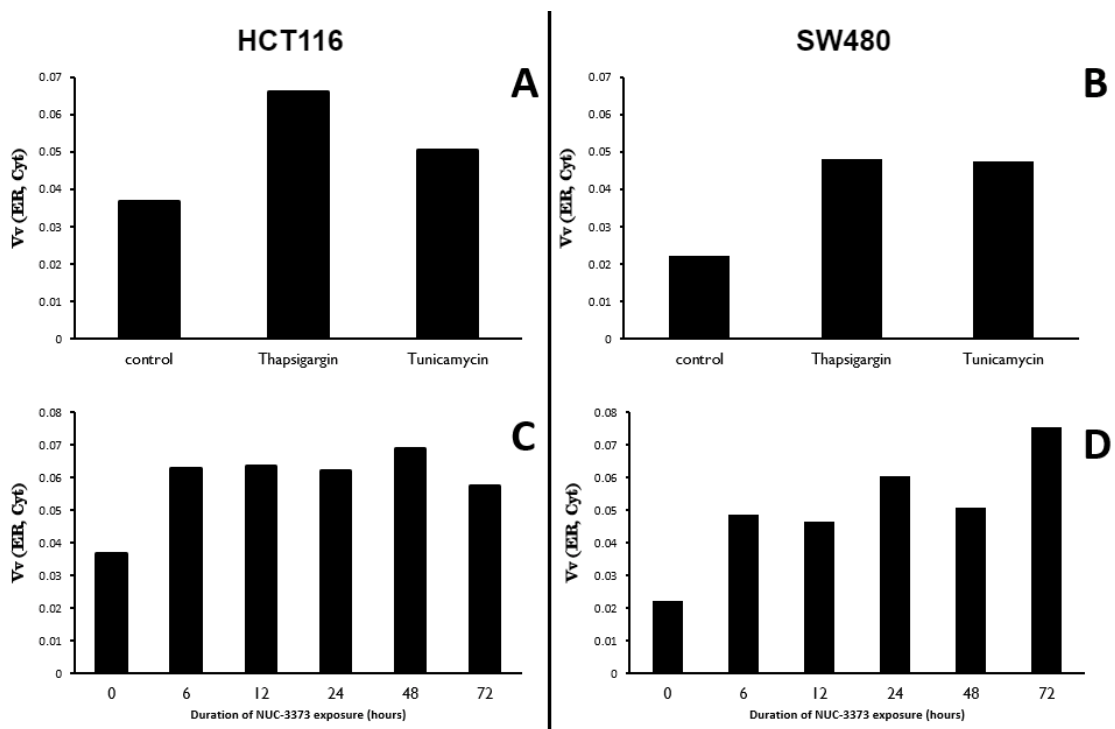 HCT116
A
0.07
0.06
0.05
0.04
0.03
0.02
0.01
0
Vv (ER, Cyt)
control Thapsigargin Tunicamycin
SW480
B
0.07
0.06
0.05
0.04
0.03
0.02
0.01
0
Vv (ER, Cyt)
control Thapsigargin Tunicamycin
C
0.08
0.07
0.06
0.05
0.04
0.03
0.02
0.01
0
Vv (ER, Cyt)
0 6 12 24 48 72
Duration of NUC-3373 exposure (hours)
D
0.08
0.07
0.06
0.05
0.04
0.03
0.02
0.01
0
Vv (ER, Cyt)
0 6 12 24 48 72
Duration of NUC-3373 exposure (hours)